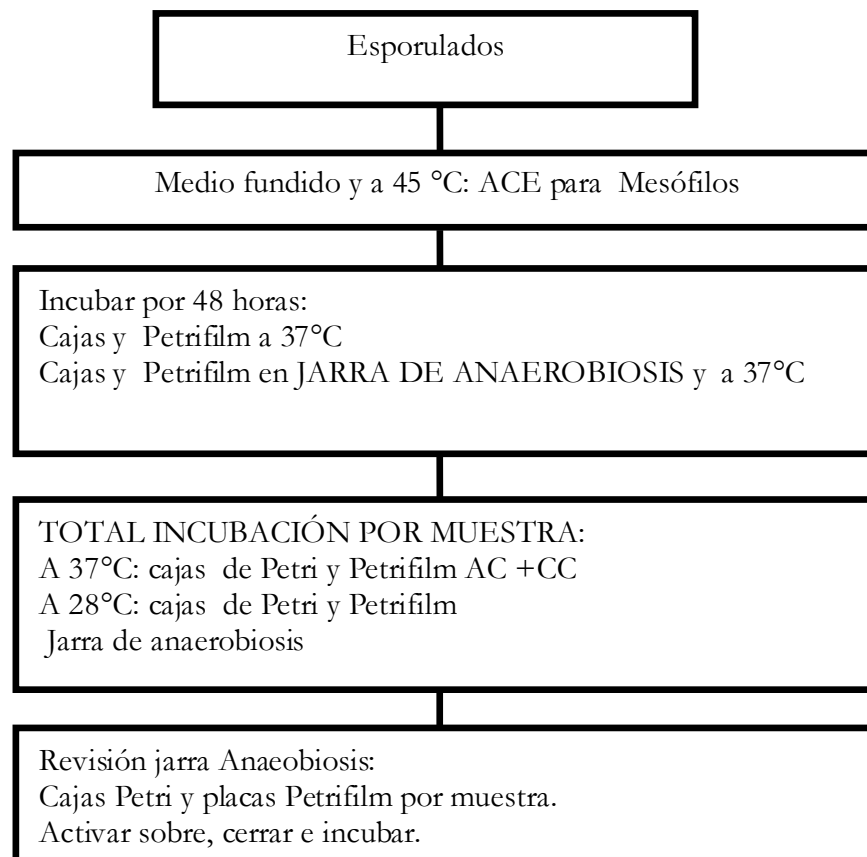 Esporulados
Medio fundido y a 45 °C: ACE para Mesófilos
Incubar por 48 horas:
Cajas y Petrifilm a 37°C
Cajas y Petrifilm en JARRA DE ANAEROBIOSIS y a 37°C
TOTAL INCUBACIÓN POR MUESTRA:
A 37°C: cajas de Petri y Petrifilm AC +CC
A 28°C: cajas de Petri y Petrifilm
Jarra de anaerobiosis
Revisión jarra Anaeobiosis:
Cajas Petri y placas Petrifilm por muestra.
Activar sobre, cerrar e incubar.